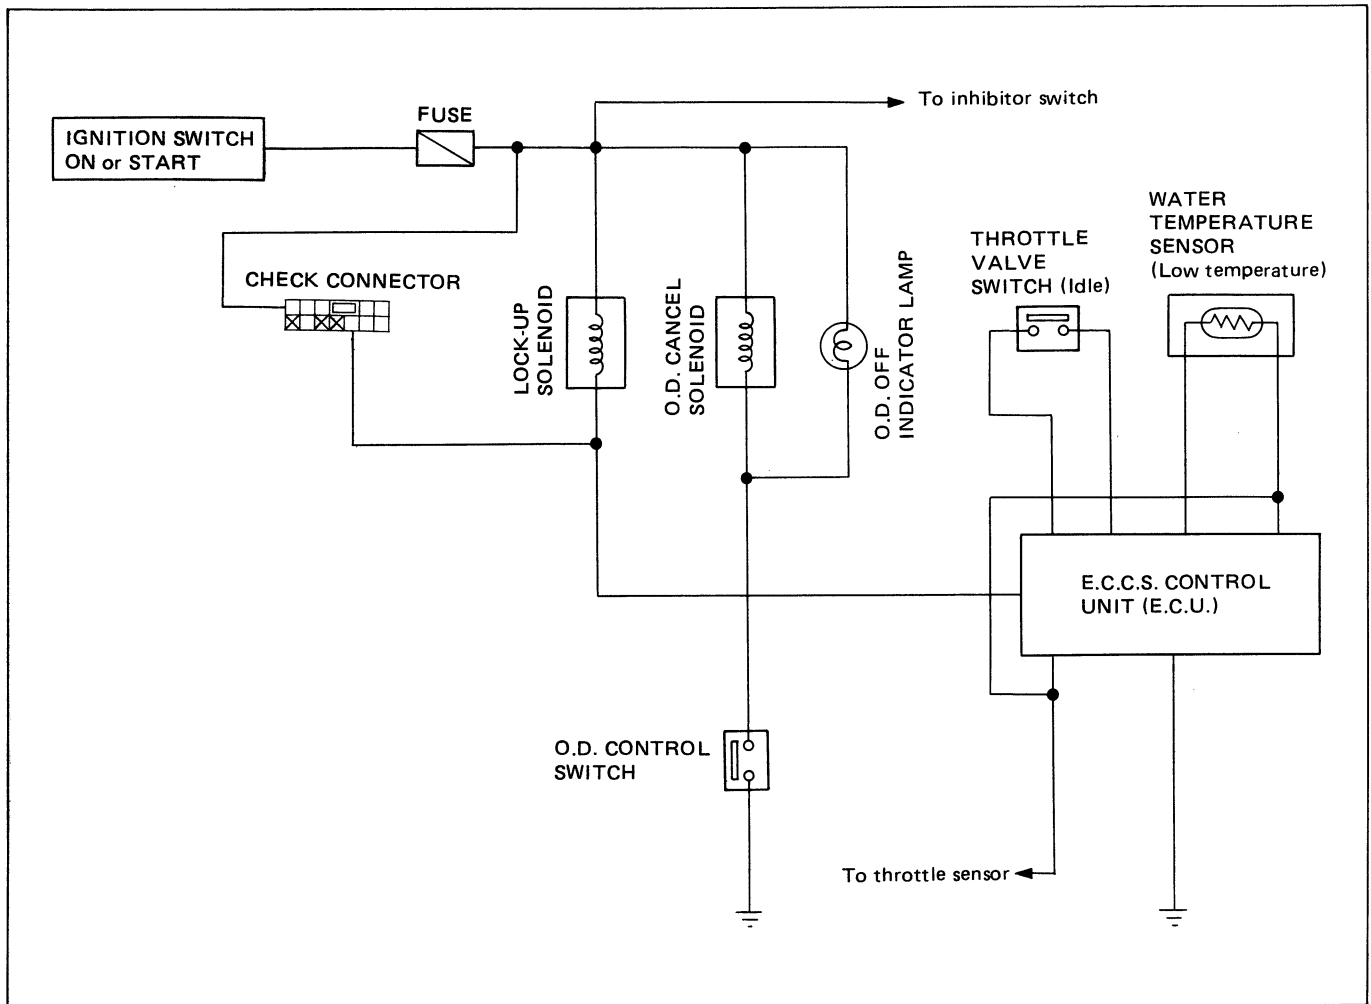 To inhibitor switch
FUSE
IGNITION SWITCH
ON or START
WATER
TEMPERATURE
SENSOR
(Low temperature)
THROTTLE
VALVE
SWITCH (Idle)
CHECK CONNECTOR
LOCK-UP
SOLENOID
O.D. CANCEL
SOLENOID
O.D. OFF
INDICATOR LAMP
E.C.C.S. CONTROL
UNIT (E.C.U.)
O.D. CONTROL
SWITCH
To throttle sensor